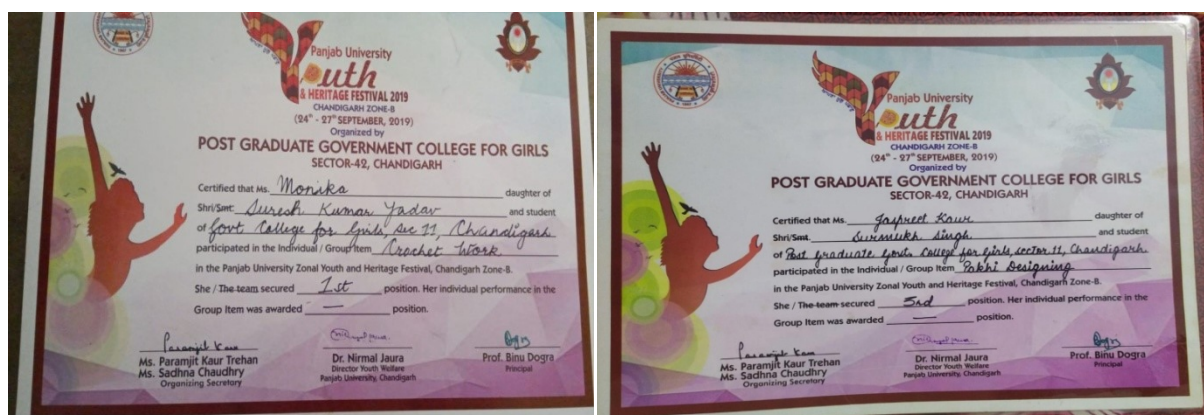 Panjab University
Youth
& HERITAGE FESTIVAL 2019
CHANDIGARH ZONE-B
(24th - 27th SEPTEMBER, 2019)
Organized by
POST GRADUATE GOVERNMENT COLLEGE FOR GIRLS
SECTOR-42, CHANDIGARH
Certified that Ms. Monika daughter of
Shri/Smt. Suresh Kumar Yadav and student
of Govt College for Girls, Sec 11, Chandigarh
participated in the Individual / Group Item Crochet Work
in the Panjab University Zonal Youth and Heritage Festival, Chandigarh Zone-B.
She / The team secured 1st position. Her individual performance in the
Group Item was awarded — position.
Paramjit Kaur
Ms. Paramjit Kaur Trehan
Ms. Sadhna Chaudhry
Organizing Secretary
Dr. Nirmal Jaura
Director Youth Welfare
Panjab University, Chandigarh
Prof. Binu Dogra
Principal
Panjab University
Youth
& HERITAGE FESTIVAL 2019
CHANDIGARH ZONE-B
(24th - 27th SEPTEMBER, 2019)
Organized by
POST GRADUATE GOVERNMENT COLLEGE FOR GIRLS
SECTOR-42, CHANDIGARH
Certified that Ms. Jaspreet Kaur daughter of
Shri/Smt. Gurmukh Singh and student
of Post Graduate Govt. College for Girls, sector 11, Chandigarh
participated in the Individual / Group Item Pakhi Designing
in the Panjab University Zonal Youth and Heritage Festival, Chandigarh Zone-B.
She / The team secured 3rd position. Her individual performance in the
Group Item was awarded — position.
Paramjit Kaur
Ms. Paramjit Kaur Trehan
Ms. Sadhna Chaudhry
Organizing Secretary
Dr. Nirmal Jaura
Director Youth Welfare
Panjab University, Chandigarh
Prof. Binu Dogra
Principal